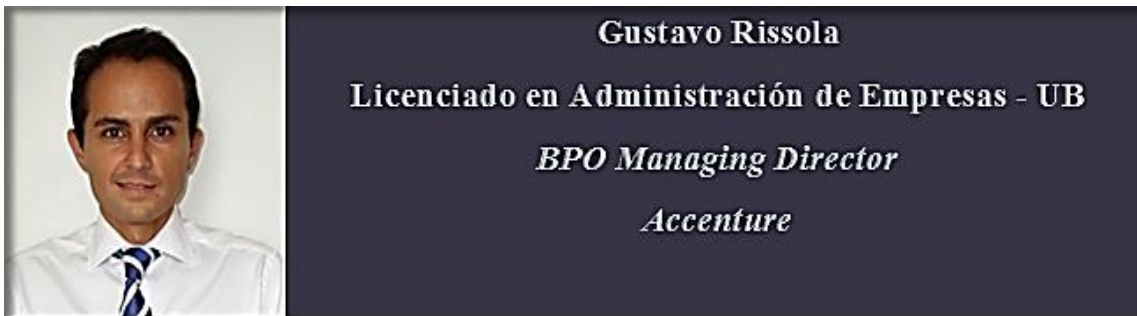 Gustavo Rissola
Licenciado en Administración de Empresas - UB
BPO Managing Director
Accenture